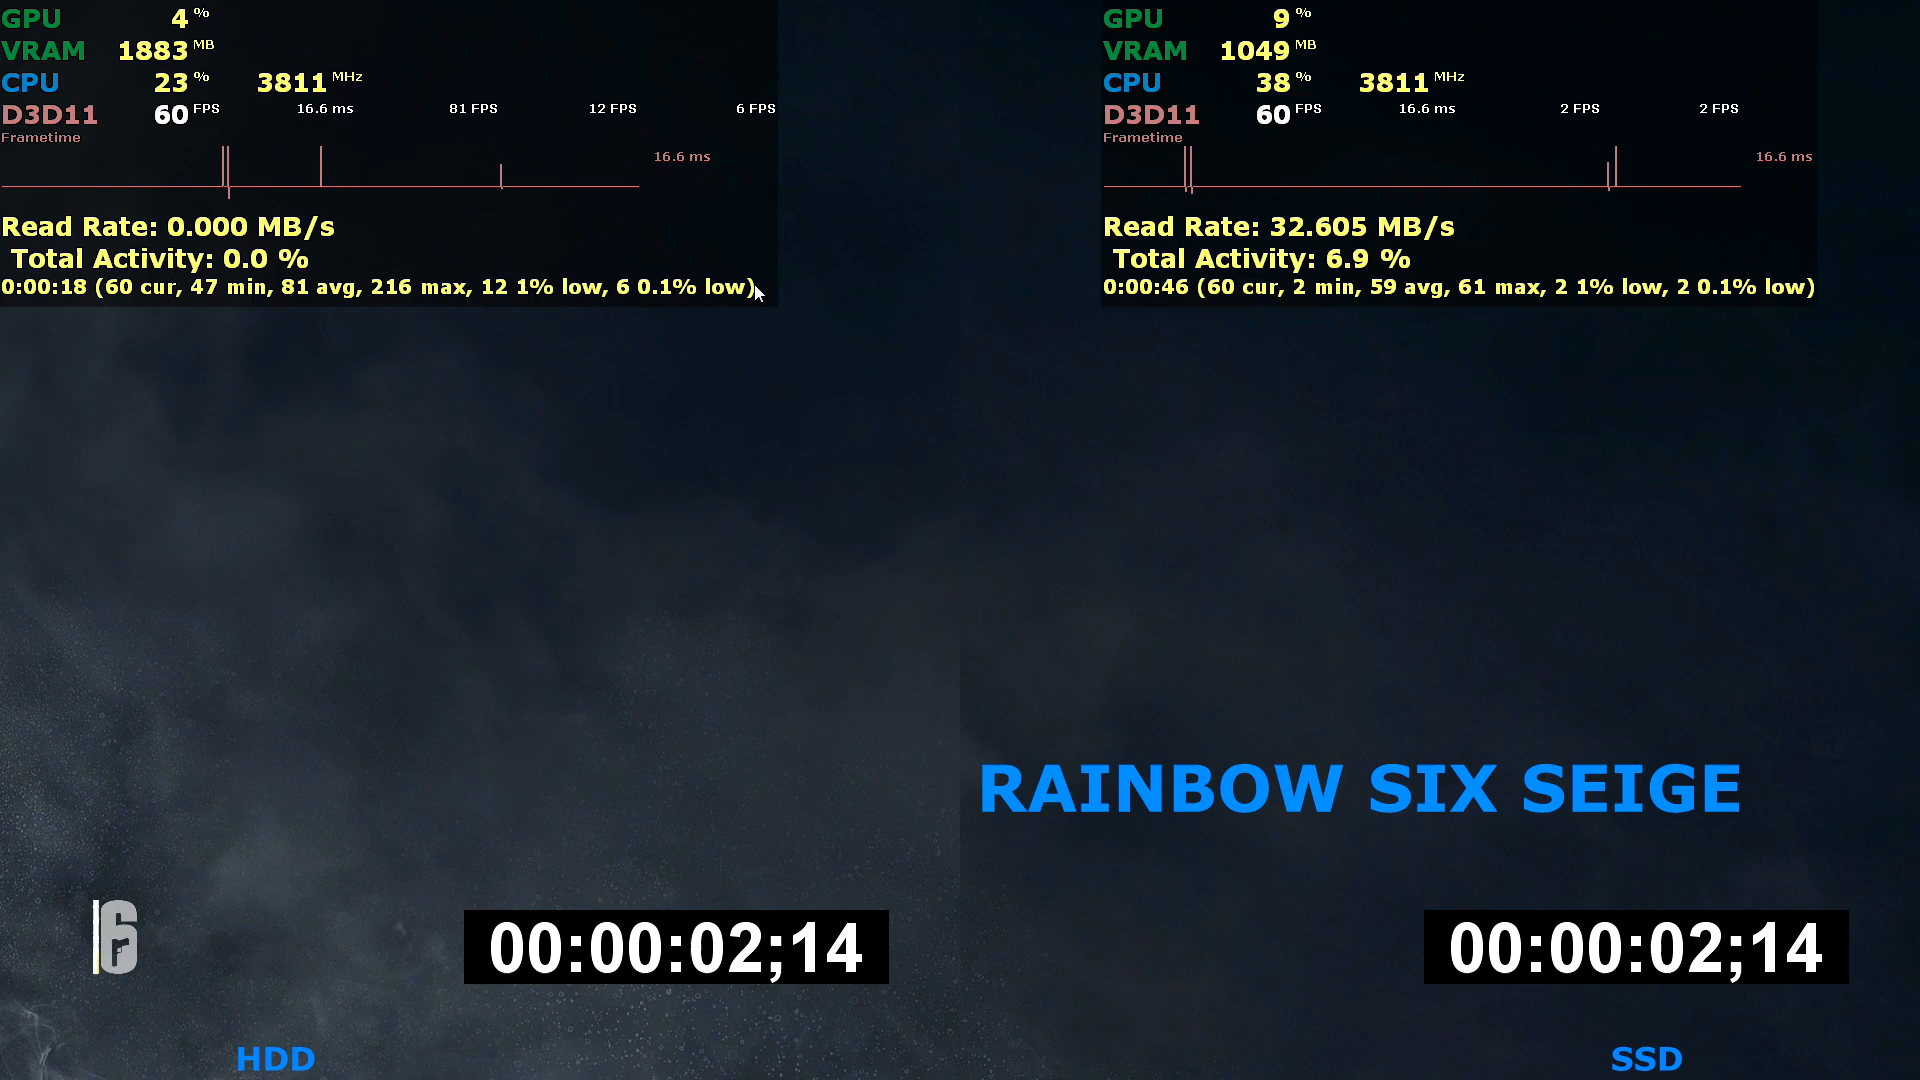 GPU 4 %
VRAM 1883 MB
CPU 23 % 3811 MHz
D3D11 60 FPS 16.6 ms 81 FPS 12 FPS 6 FPS
Frametime
16.6 ms
Read Rate: 0.000 MB/s
Total Activity: 0.0 %
0:00:18 (60 cur, 47 min, 81 avg, 216 max, 12 1% low, 6 0.1% low)
GPU 9 %
VRAM 1049 MB
CPU 38 % 3811 MHz
D3D11 60 FPS 16.6 ms 2 FPS 2 FPS
Frametime
16.6 ms
Read Rate: 32.605 MB/s
Total Activity: 6.9 %
0:00:46 (60 cur, 2 min, 59 avg, 61 max, 2 1% low, 2 0.1% low)
RAINBOW SIX SEIGE
6
00:00:02;14
00:00:02;14
HDD
SSD